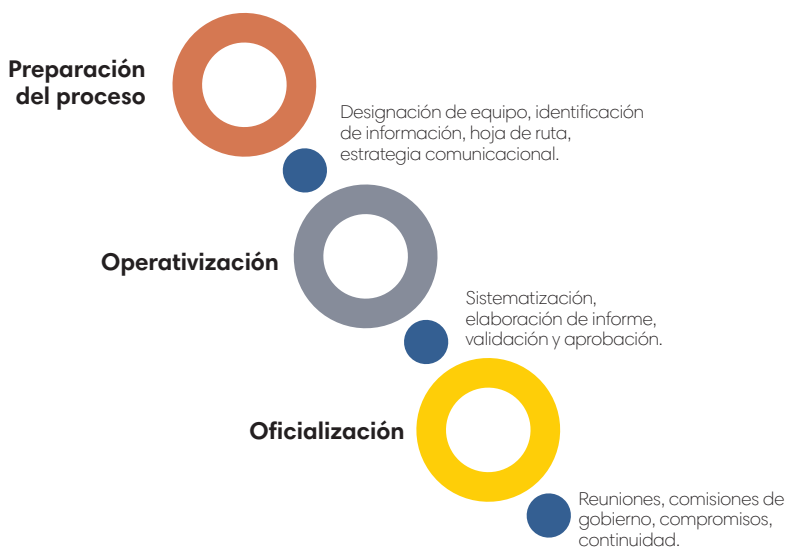 Preparación
del proceso
Designación de equipo, identificación
de información, hoja de ruta,
estrategia comunicacional.
Operativización
Sistematización,
elaboración de informe,
validación y aprobación.
Oficialización
Reuniones, comisiones de
gobierno, compromisos,
continuidad.